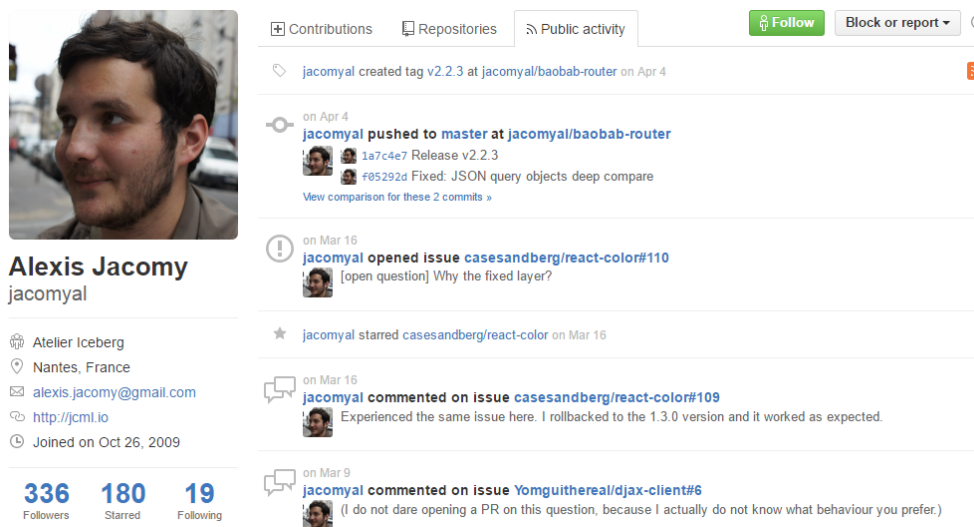 Contributions
Repositories
Public activity
Follow
Block or report
jacomyal created tag v2.2.3 at jacomyal/baobab-router on Apr 4
on Apr 4
jacomyal pushed to master at jacomyal/baobab-router
1a7c4e7 Release v2.2.3
f05292d Fixed: JSON query objects deep compare
View comparison for these 2 commits »
on Mar 16
jacomyal opened issue casesandberg/react-color#110
[open question] Why the fixed layer?
jacomyal starred casesandberg/react-color on Mar 16
on Mar 16
jacomyal commented on issue casesandberg/react-color#109
Experienced the same issue here. I rollbacked to the 1.3.0 version and it worked as expected.
on Mar 9
jacomyal commented on issue Yomguithereal/djax-client#6
(I do not dare opening a PR on this question, because I actually do not know what behaviour you prefer.)
Alexis Jacomy
jacomyal
Atelier Iceberg
Nantes, France
alexis.jacomy@gmail.com
http://jcml.io
Joined on Oct 26, 2009
336 180 19
Followers Starred Following